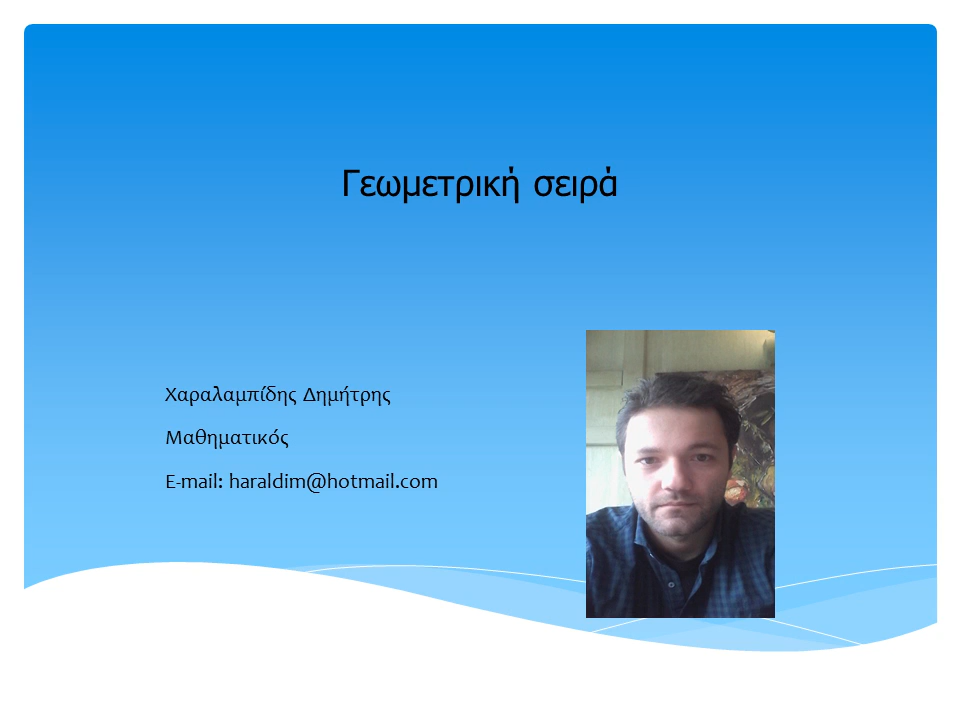 Γεωμετρική σειρά
Χαραλαμπίδης Δημήτρης
Μαθηματικός
E-mail: haraldim@hotmail.com